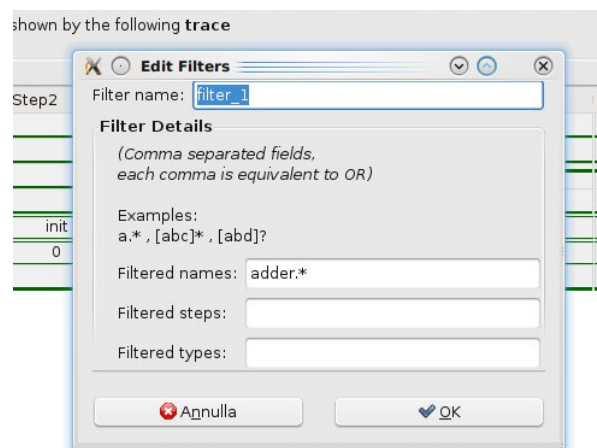 shown by the following trace
Edit Filters
Step2
Filter name: filter_1
Filter Details
(Comma separated fields,
each comma is equivalent to OR)
init
Examples:
0
a.* , [abc]* , [abd]?
Filtered names: adder.*
Filtered steps:
Filtered types:
Annulla OK